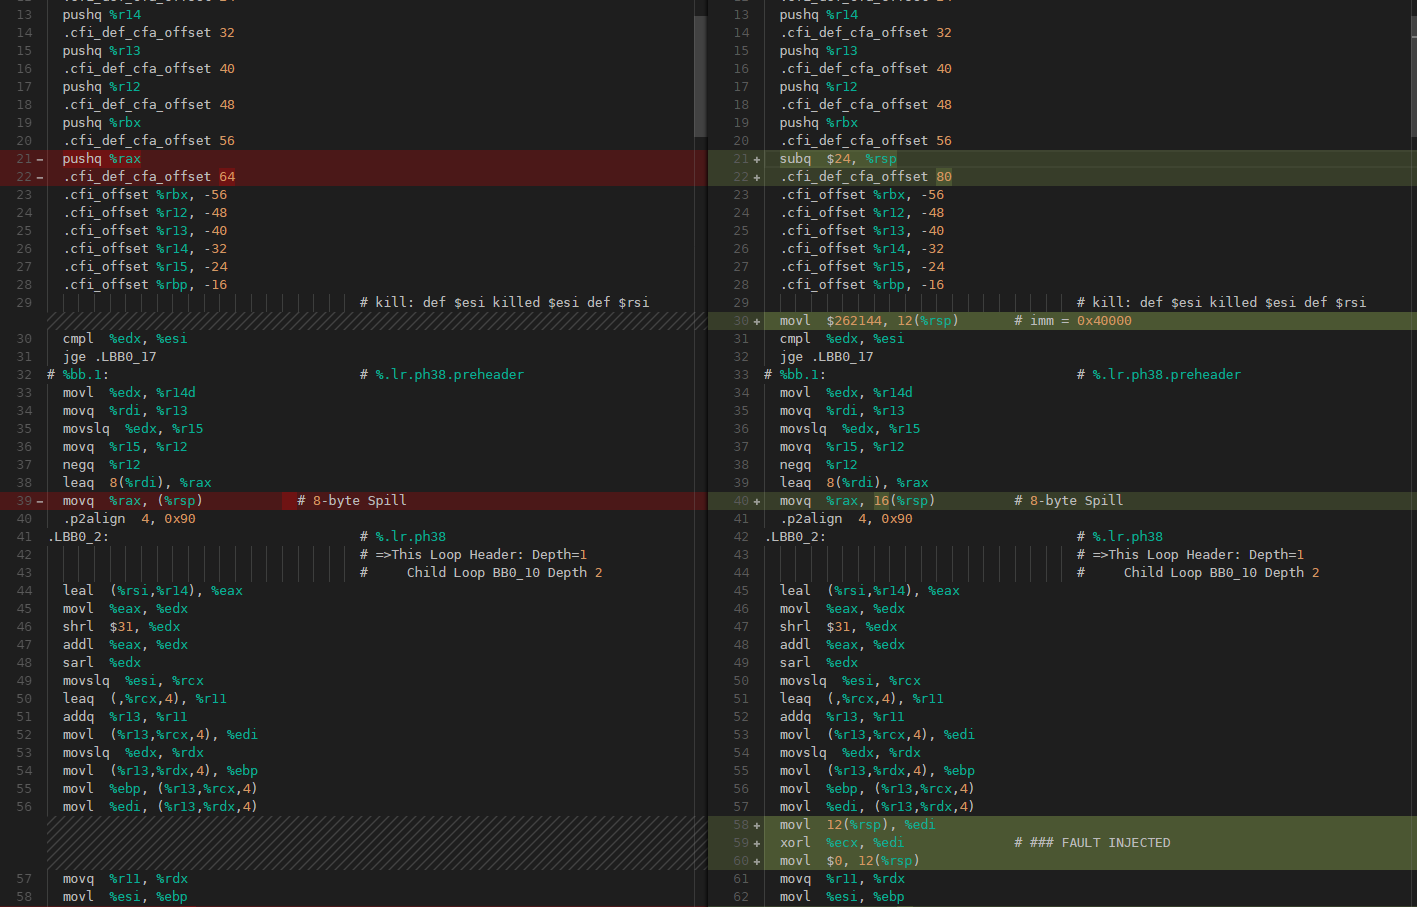 13 pushq %r14
14 .cfi_def_cfa_offset 32
15 pushq %r13
16 .cfi_def_cfa_offset 40
17 pushq %r12
18 .cfi_def_cfa_offset 48
19 pushq %rbx
20 .cfi_def_cfa_offset 56
21 − pushq %rax
22 − .cfi_def_cfa_offset 64
23 .cfi_offset %rbx, -56
24 .cfi_offset %r12, -48
25 .cfi_offset %r13, -40
26 .cfi_offset %r14, -32
27 .cfi_offset %r15, -24
28 .cfi_offset %rbp, -16
29 # kill: def $esi killed $esi def $rsi
30 cmpl %edx, %esi
31 jge .LBB0_17
32 # %bb.1: # %.lr.ph38.preheader
33 movl %edx, %r14d
34 movq %rdi, %r13
35 movslq %edx, %r15
36 movq %r15, %r12
37 negq %r12
38 leaq 8(%rdi), %rax
39 − movq %rax, (%rsp) # 8-byte Spill
40 .p2align 4, 0x90
41 .LBB0_2: # %.lr.ph38
42 # =>This Loop Header: Depth=1
43 # Child Loop BB0_10 Depth 2
44 leal (%rsi,%r14), %eax
45 movl %eax, %edx
46 shrl $31, %edx
47 addl %eax, %edx
48 sarl %edx
49 movslq %esi, %rcx
50 leaq (,%rcx,4), %r11
51 addq %r13, %r11
52 movl (%r13,%rcx,4), %edi
53 movslq %edx, %rdx
54 movl (%r13,%rdx,4), %ebp
55 movl %ebp, (%r13,%rcx,4)
56 movl %edi, (%r13,%rdx,4)
57 movq %r11, %rdx
58 movl %esi, %ebp
13 pushq %r14
14 .cfi_def_cfa_offset 32
15 pushq %r13
16 .cfi_def_cfa_offset 40
17 pushq %r12
18 .cfi_def_cfa_offset 48
19 pushq %rbx
20 .cfi_def_cfa_offset 56
21 + subq $24, %rsp
22 + .cfi_def_cfa_offset 80
23 .cfi_offset %rbx, -56
24 .cfi_offset %r12, -48
25 .cfi_offset %r13, -40
26 .cfi_offset %r14, -32
27 .cfi_offset %r15, -24
28 .cfi_offset %rbp, -16
29 # kill: def $esi killed $esi def $rsi
30 + movl $262144, 12(%rsp) # imm = 0x40000
31 cmpl %edx, %esi
32 jge .LBB0_17
33 # %bb.1: # %.lr.ph38.preheader
34 movl %edx, %r14d
35 movq %rdi, %r13
36 movslq %edx, %r15
37 movq %r15, %r12
38 negq %r12
39 leaq 8(%rdi), %rax
40 + movq %rax, 16(%rsp) # 8-byte Spill
41 .p2align 4, 0x90
42 .LBB0_2: # %.lr.ph38
43 # =>This Loop Header: Depth=1
44 # Child Loop BB0_10 Depth 2
45 leal (%rsi,%r14), %eax
46 movl %eax, %edx
47 shrl $31, %edx
48 addl %eax, %edx
49 sarl %edx
50 movslq %esi, %rcx
51 leaq (,%rcx,4), %r11
52 addq %r13, %r11
53 movl (%r13,%rcx,4), %edi
54 movslq %edx, %rdx
55 movl (%r13,%rdx,4), %ebp
56 movl %ebp, (%r13,%rcx,4)
57 movl %edi, (%r13,%rdx,4)
58 + movl 12(%rsp), %edi
59 + xorl %ecx, %edi # ### FAULT INJECTED
60 + movl $0, 12(%rsp)
61 movq %r11, %rdx
62 movl %esi, %ebp